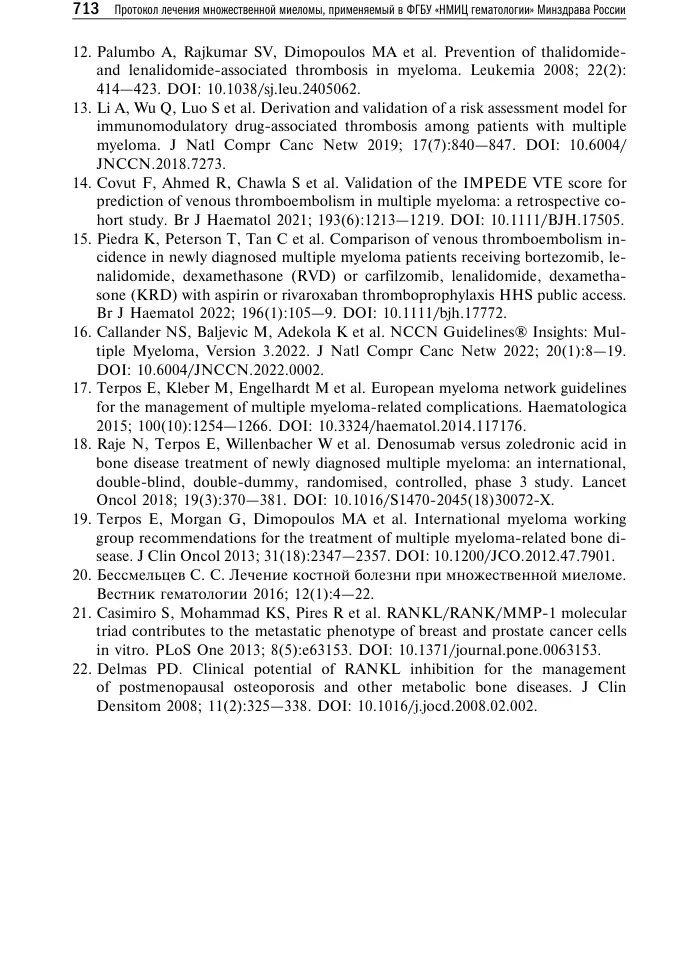 713 Протокол лечения множественной миеломы, применяемый в ФГБУ «НМИЦ гематологии» Минздрава России
12. Palumbo A, Rajkumar SV, Dimopoulos MA et al. Prevention of thalidomide-
and lenalidomide-associated thrombosis in myeloma. Leukemia 2008; 22(2):
414—423. DOI: 10.1038/sj.leu.2405062.
13. Li A, Wu Q, Luo S et al. Derivation and validation of a risk assessment model for
immunomodulatory drug-associated thrombosis among patients with multiple
myeloma. J Natl Compr Canc Netw 2019; 17(7):840—847. DOI: 10.6004/
JNCCN.2018.7273.
14. Covut F, Ahmed R, Chawla S et al. Validation of the IMPEDE VTE score for
prediction of venous thromboembolism in multiple myeloma: a retrospective co-
hort study. Br J Haematol 2021; 193(6):1213—1219. DOI: 10.1111/BJH.17505.
15. Piedra K, Peterson T, Tan C et al. Comparison of venous thromboembolism in-
cidence in newly diagnosed multiple myeloma patients receiving bortezomib, le-
nalidomide, dexamethasone (RVD) or carfilzomib, lenalidomide, dexametha-
sone (KRD) with aspirin or rivaroxaban thromboprophylaxis HHS public access.
Br J Haematol 2022; 196(1):105—9. DOI: 10.1111/bjh.17772.
16. Callander NS, Baljevic M, Adekola K et al. NCCN Guidelines® Insights: Mul-
tiple Myeloma, Version 3.2022. J Natl Compr Canc Netw 2022; 20(1):8—19.
DOI: 10.6004/JNCCN.2022.0002.
17. Terpos E, Kleber M, Engelhardt M et al. European myeloma network guidelines
for the management of multiple myeloma-related complications. Haematologica
2015; 100(10):1254—1266. DOI: 10.3324/haematol.2014.117176.
18. Raje N, Terpos E, Willenbacher W et al. Denosumab versus zoledronic acid in
bone disease treatment of newly diagnosed multiple myeloma: an international,
double-blind, double-dummy, randomised, controlled, phase 3 study. Lancet
Oncol 2018; 19(3):370—381. DOI: 10.1016/S1470-2045(18)30072-X.
19. Terpos E, Morgan G, Dimopoulos MA et al. International myeloma working
group recommendations for the treatment of multiple myeloma-related bone di-
sease. J Clin Oncol 2013; 31(18):2347—2357. DOI: 10.1200/JCO.2012.47.7901.
20. Бессмельцев С. С. Лечение костной болезни при множественной миеломе.
Вестник гематологии 2016; 12(1):4—22.
21. Casimiro S, Mohammad KS, Pires R et al. RANKL/RANK/MMP-1 molecular
triad contributes to the metastatic phenotype of breast and prostate cancer cells
in vitro. PLoS One 2013; 8(5):e63153. DOI: 10.1371/journal.pone.0063153.
22. Delmas PD. Clinical potential of RANKL inhibition for the management
of postmenopausal osteoporosis and other metabolic bone diseases. J Clin
Densitom 2008; 11(2):325—338. DOI: 10.1016/j.jocd.2008.02.002.